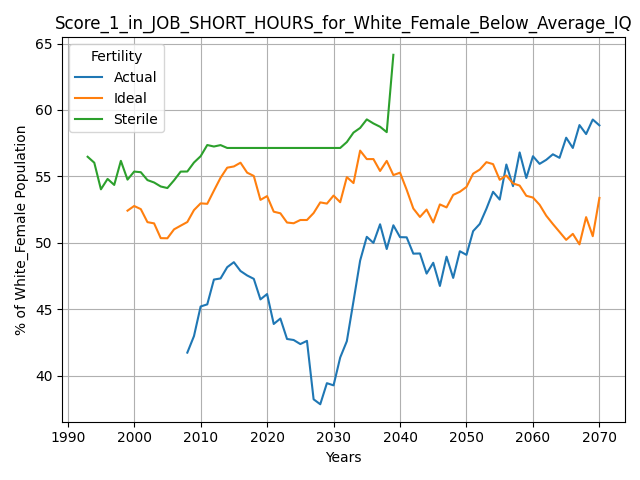 Score_1_in_JOB_SHORT_HOURS_for_White_Female_Below_Average_IQ
65
60
55
50
45
40
% of White_Female Population
Fertility
Actual
Ideal
Sterile
1990 2000 2010 2020 2030 2040 2050 2060 2070
Years